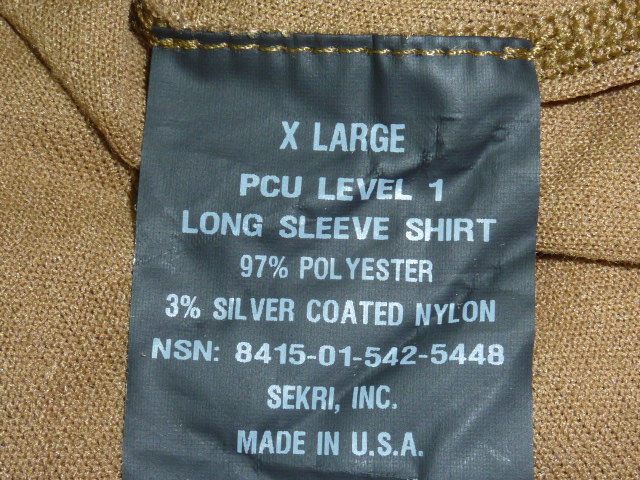 X LARGE
PCU LEVEL 1
LONG SLEEVE SHIRT
97% POLYESTER
3% SILVER COATED NYLON
NSN: 8415-01-542-5448
SEKRI, INC.
MADE IN U.S.A.